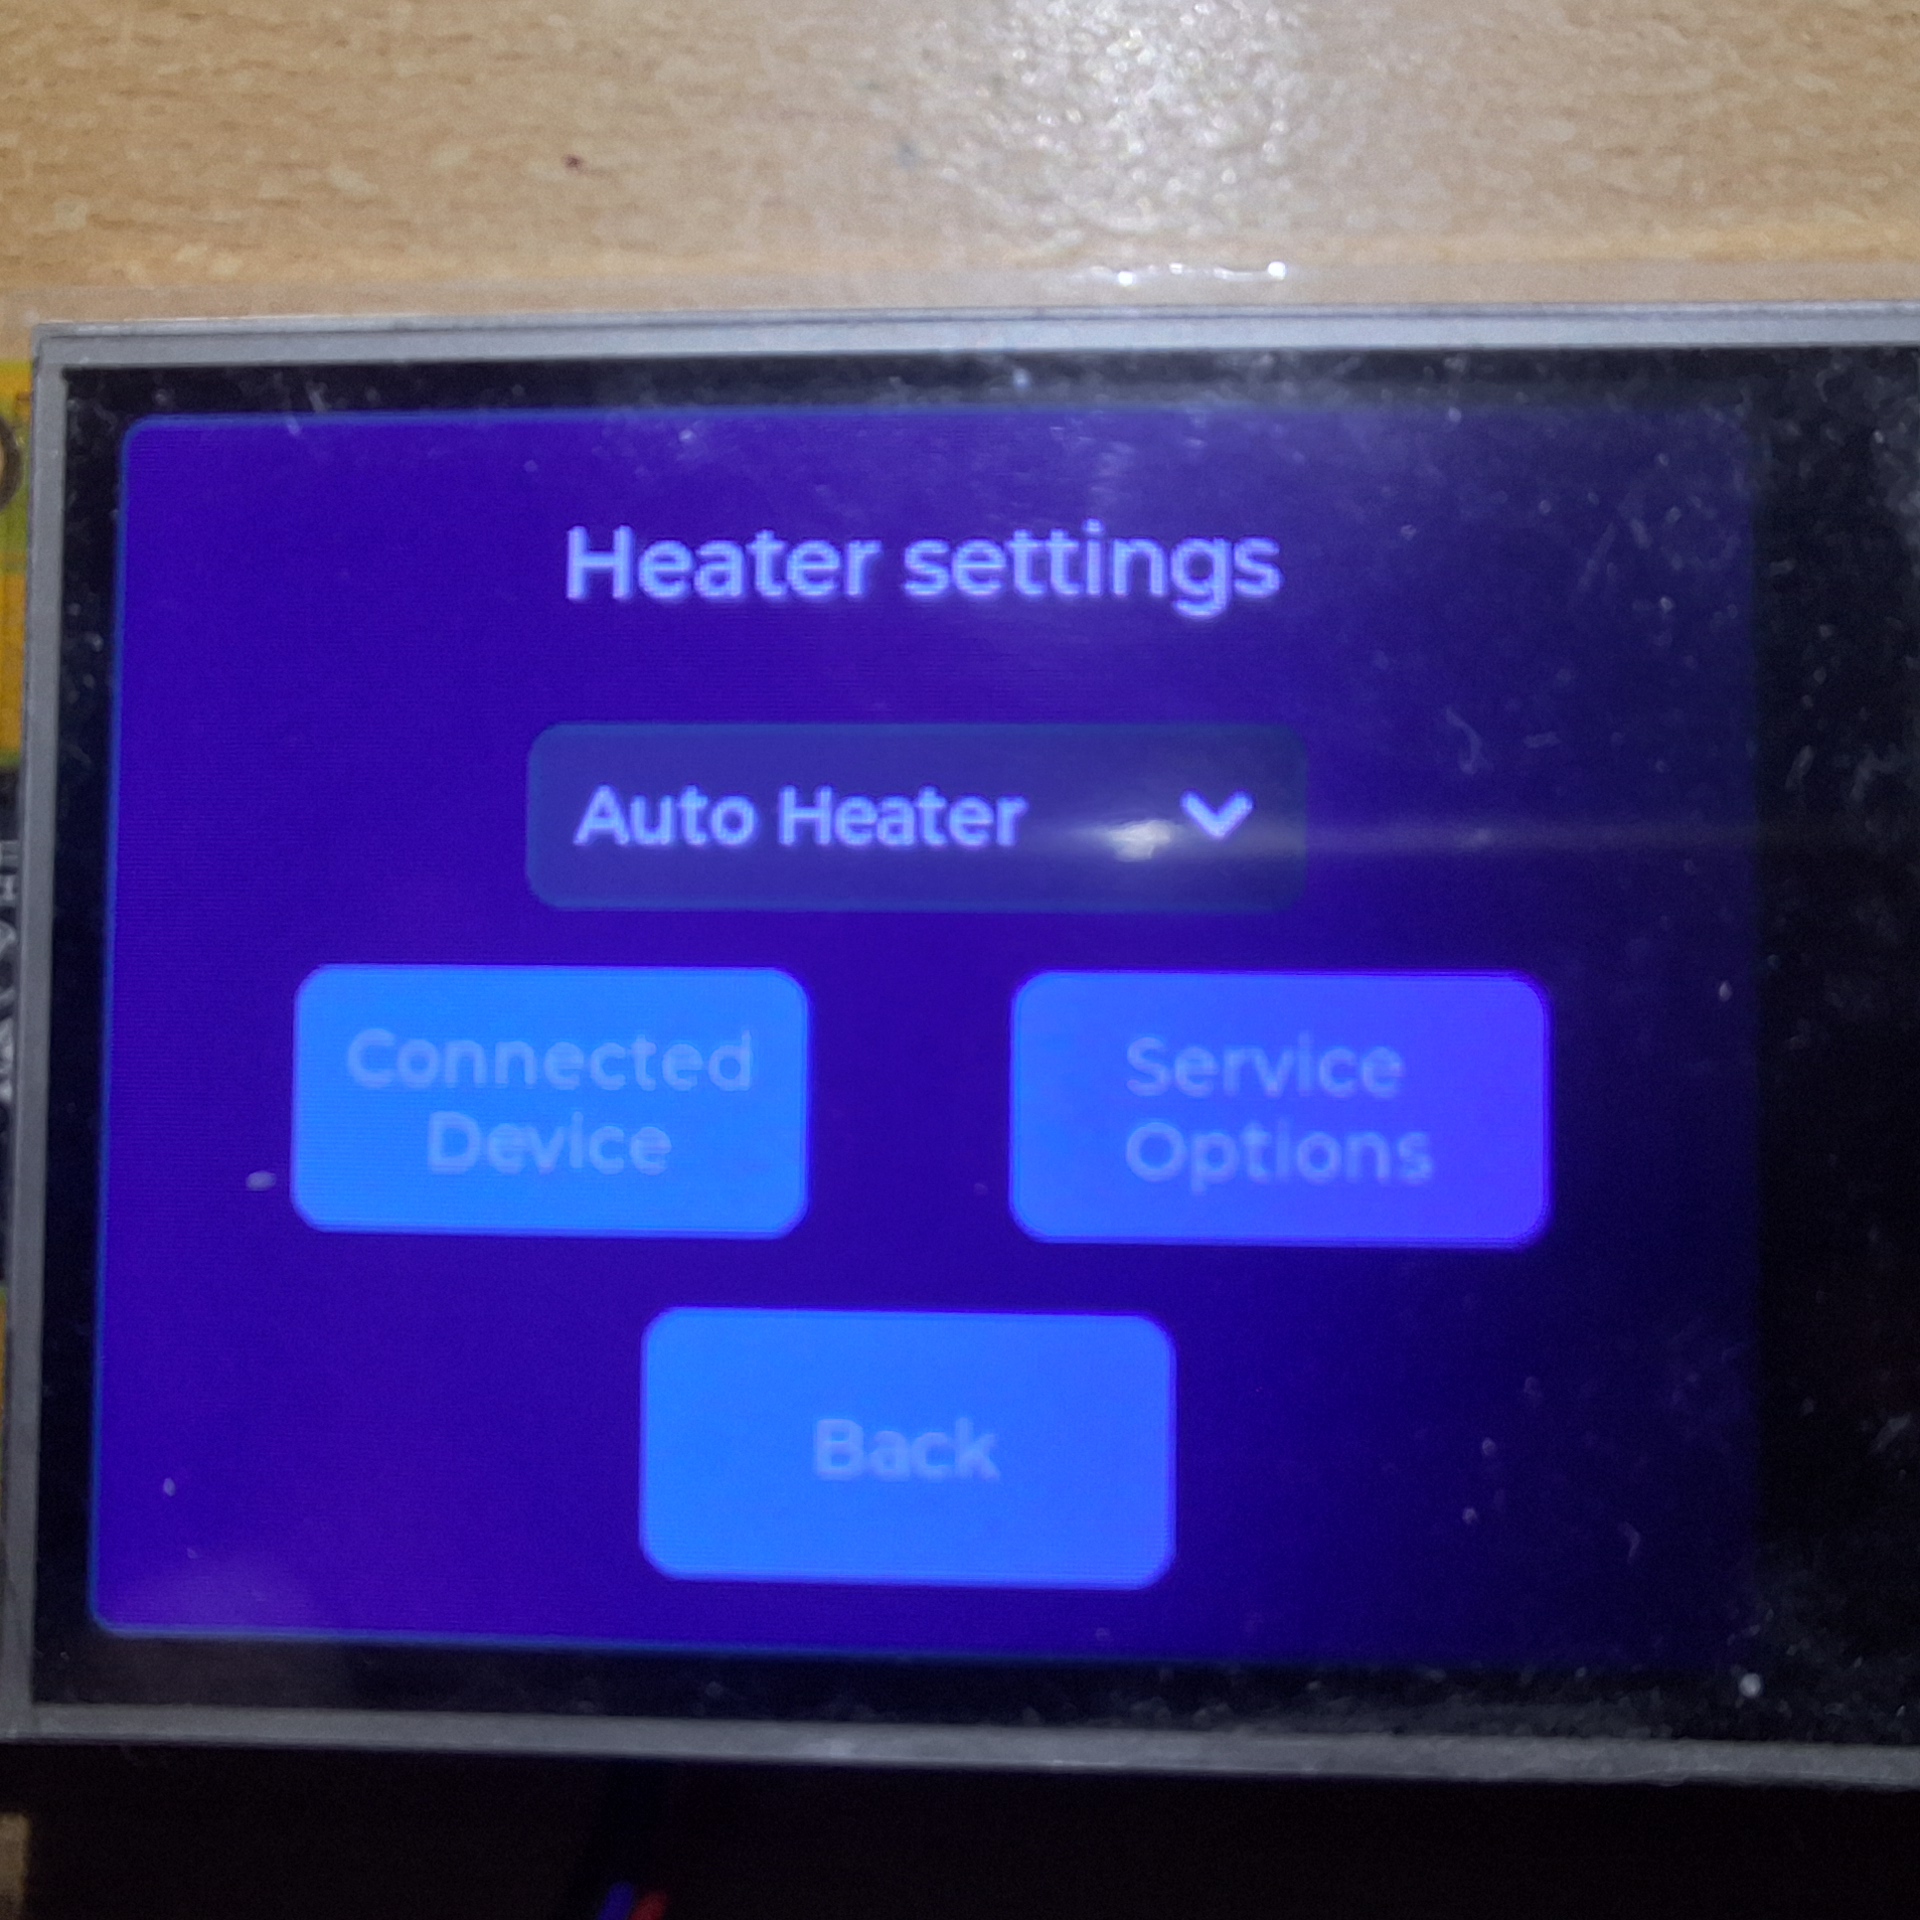 Heater settings
Auto Heater
Connected
Device
Service
Options
Back